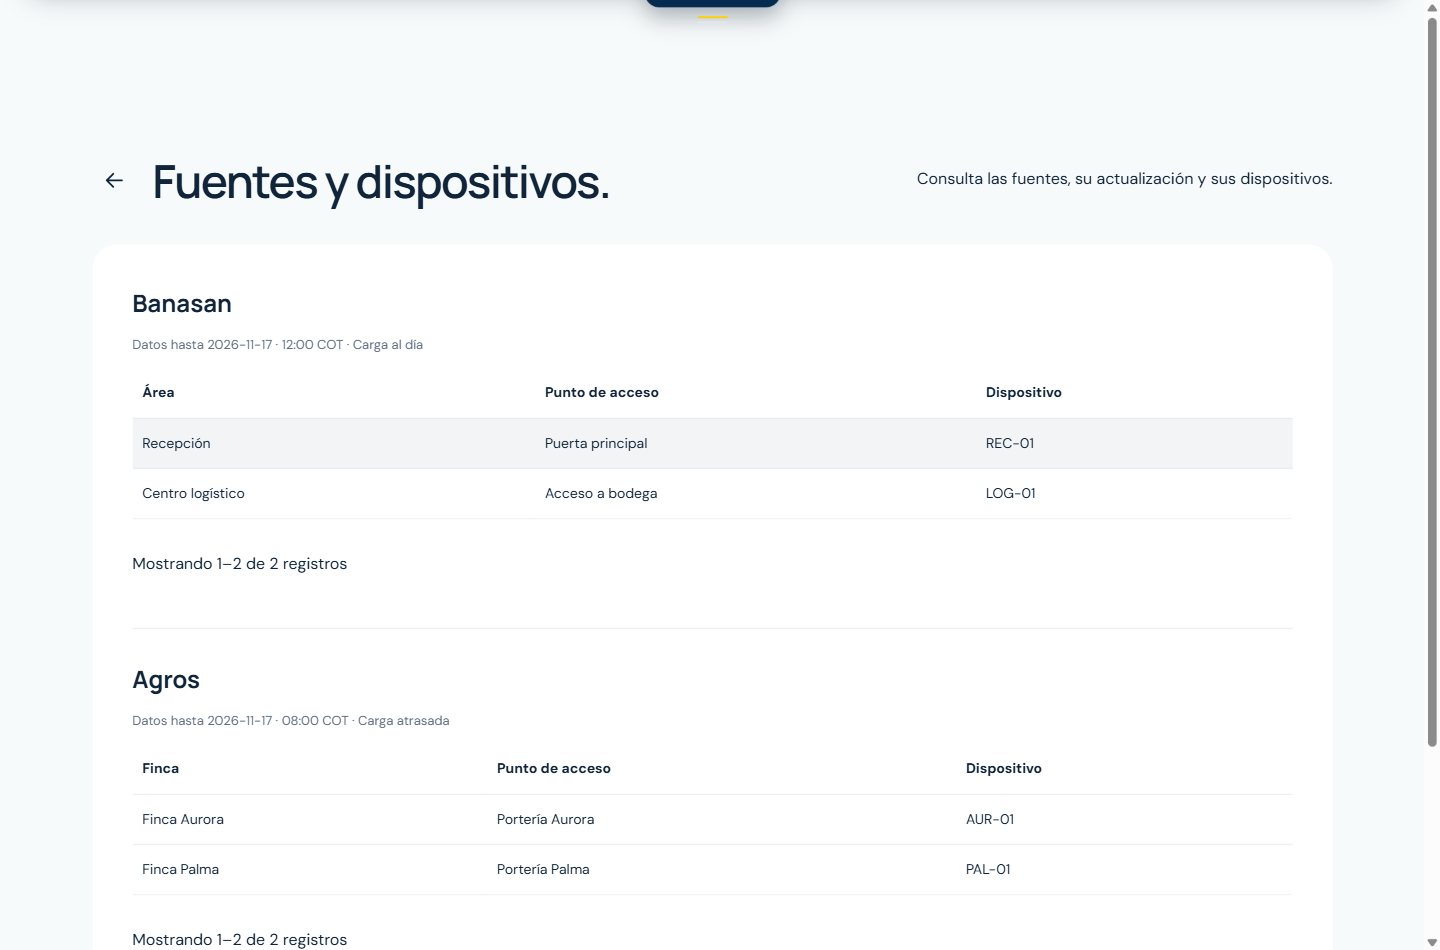 Fuentes y dispositivos.
Consulta las fuentes, su actualización y sus dispositivos.
Banasan
Datos hasta 2026-11-17 · 12:00 COT · Carga al día
Área Punto de acceso Dispositivo
Recepción Puerta principal REC-01
Centro logístico Acceso a bodega LOG-01
Mostrando 1–2 de 2 registros
Agros
Datos hasta 2026-11-17 · 08:00 COT · Carga atrasada
Finca Punto de acceso Dispositivo
Finca Aurora Portería Aurora AUR-01
Finca Palma Portería Palma PAL-01
Mostrando 1–2 de 2 registros